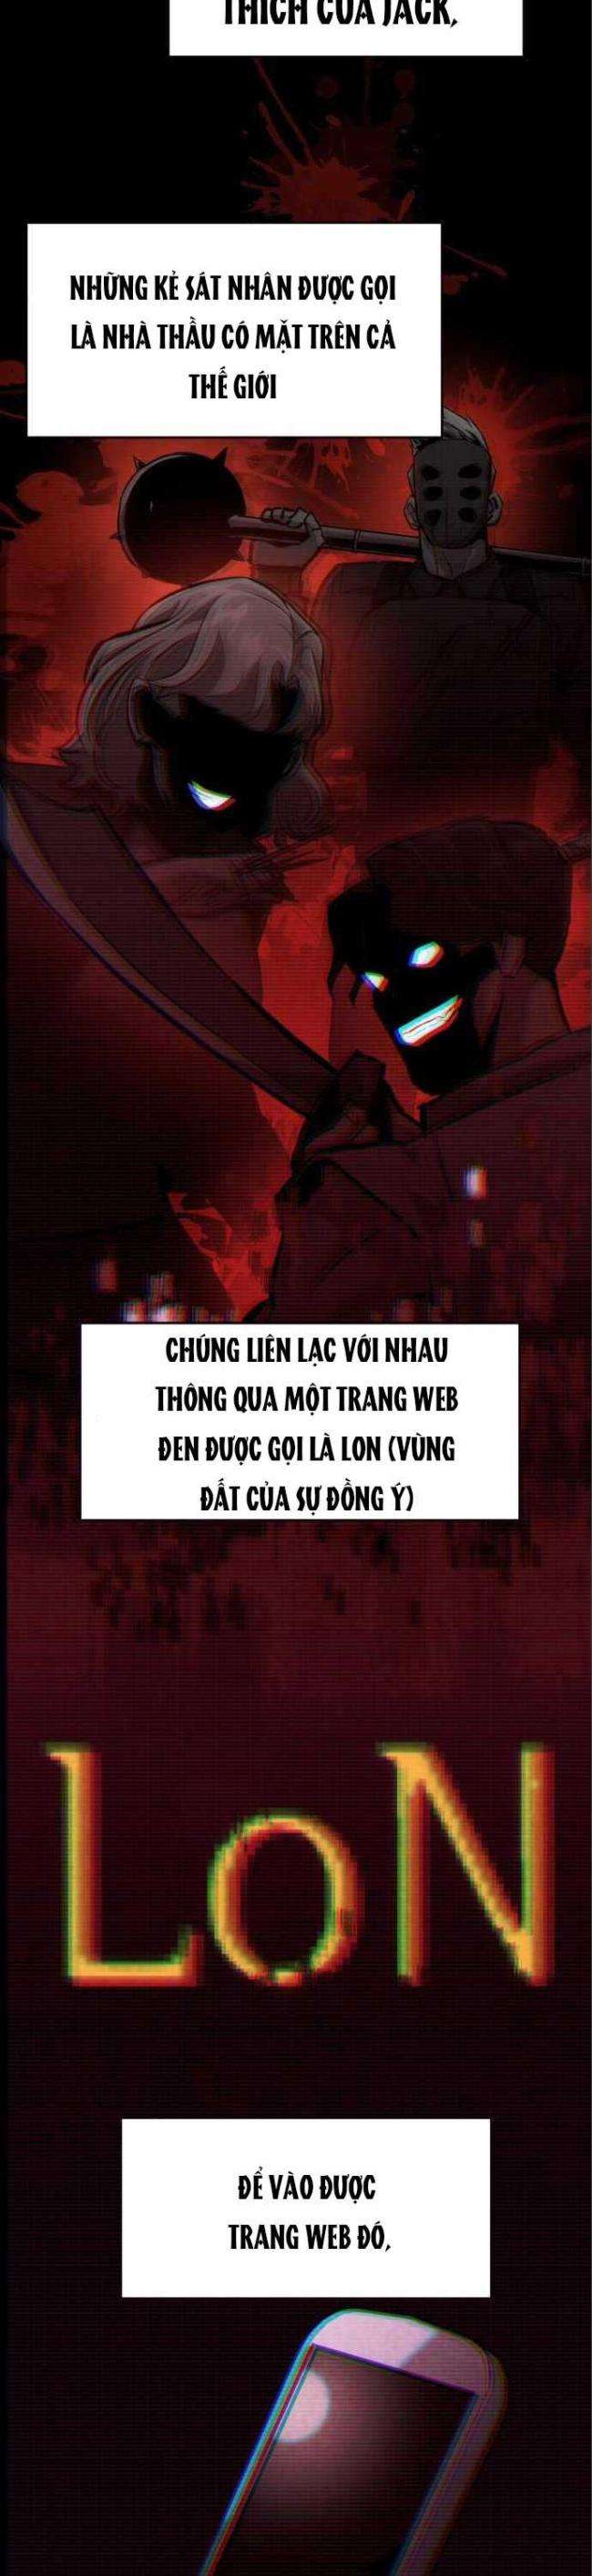 THÍCH CỦA JACK,
NHỮNG KẺ SÁT NHÂN ĐƯỢC GỌI
LÀ NHÀ THẦU CÓ MẶT TRÊN CẢ
THẾ GIỚI
CHÚNG LIÊN LẠC VỚI NHAU
THÔNG QUA MỘT TRANG WEB
ĐEN ĐƯỢC GỌI LÀ LON (VÙNG
ĐẤT CỦA SỰ ĐỒNG Ý)
LoN
ĐỂ VÀO ĐƯỢC
TRANG WEB ĐÓ,